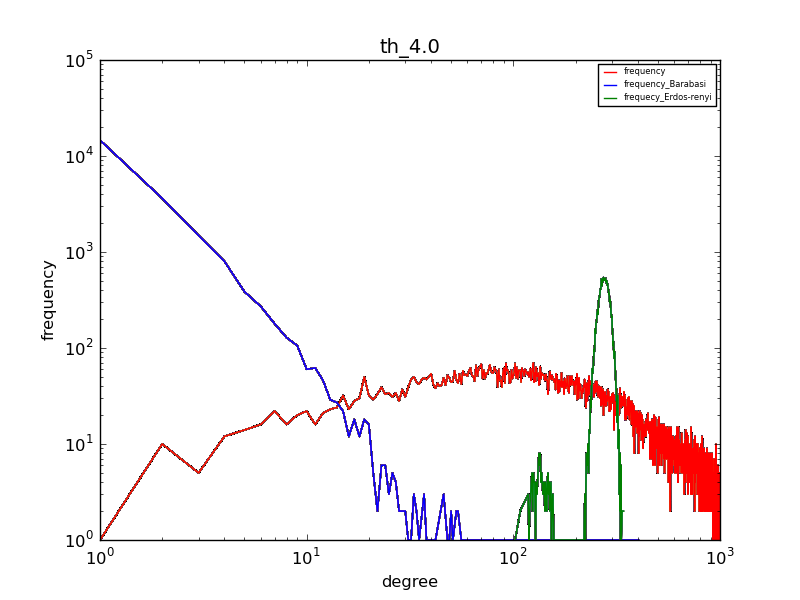 th_4.0
10^5
10^4
10^3
10^2
10^1
10^0
frequency
frequency
frequency_Barabasi
frequecy_Erdos-renyi
10^0
10^1
10^2
10^3
degree